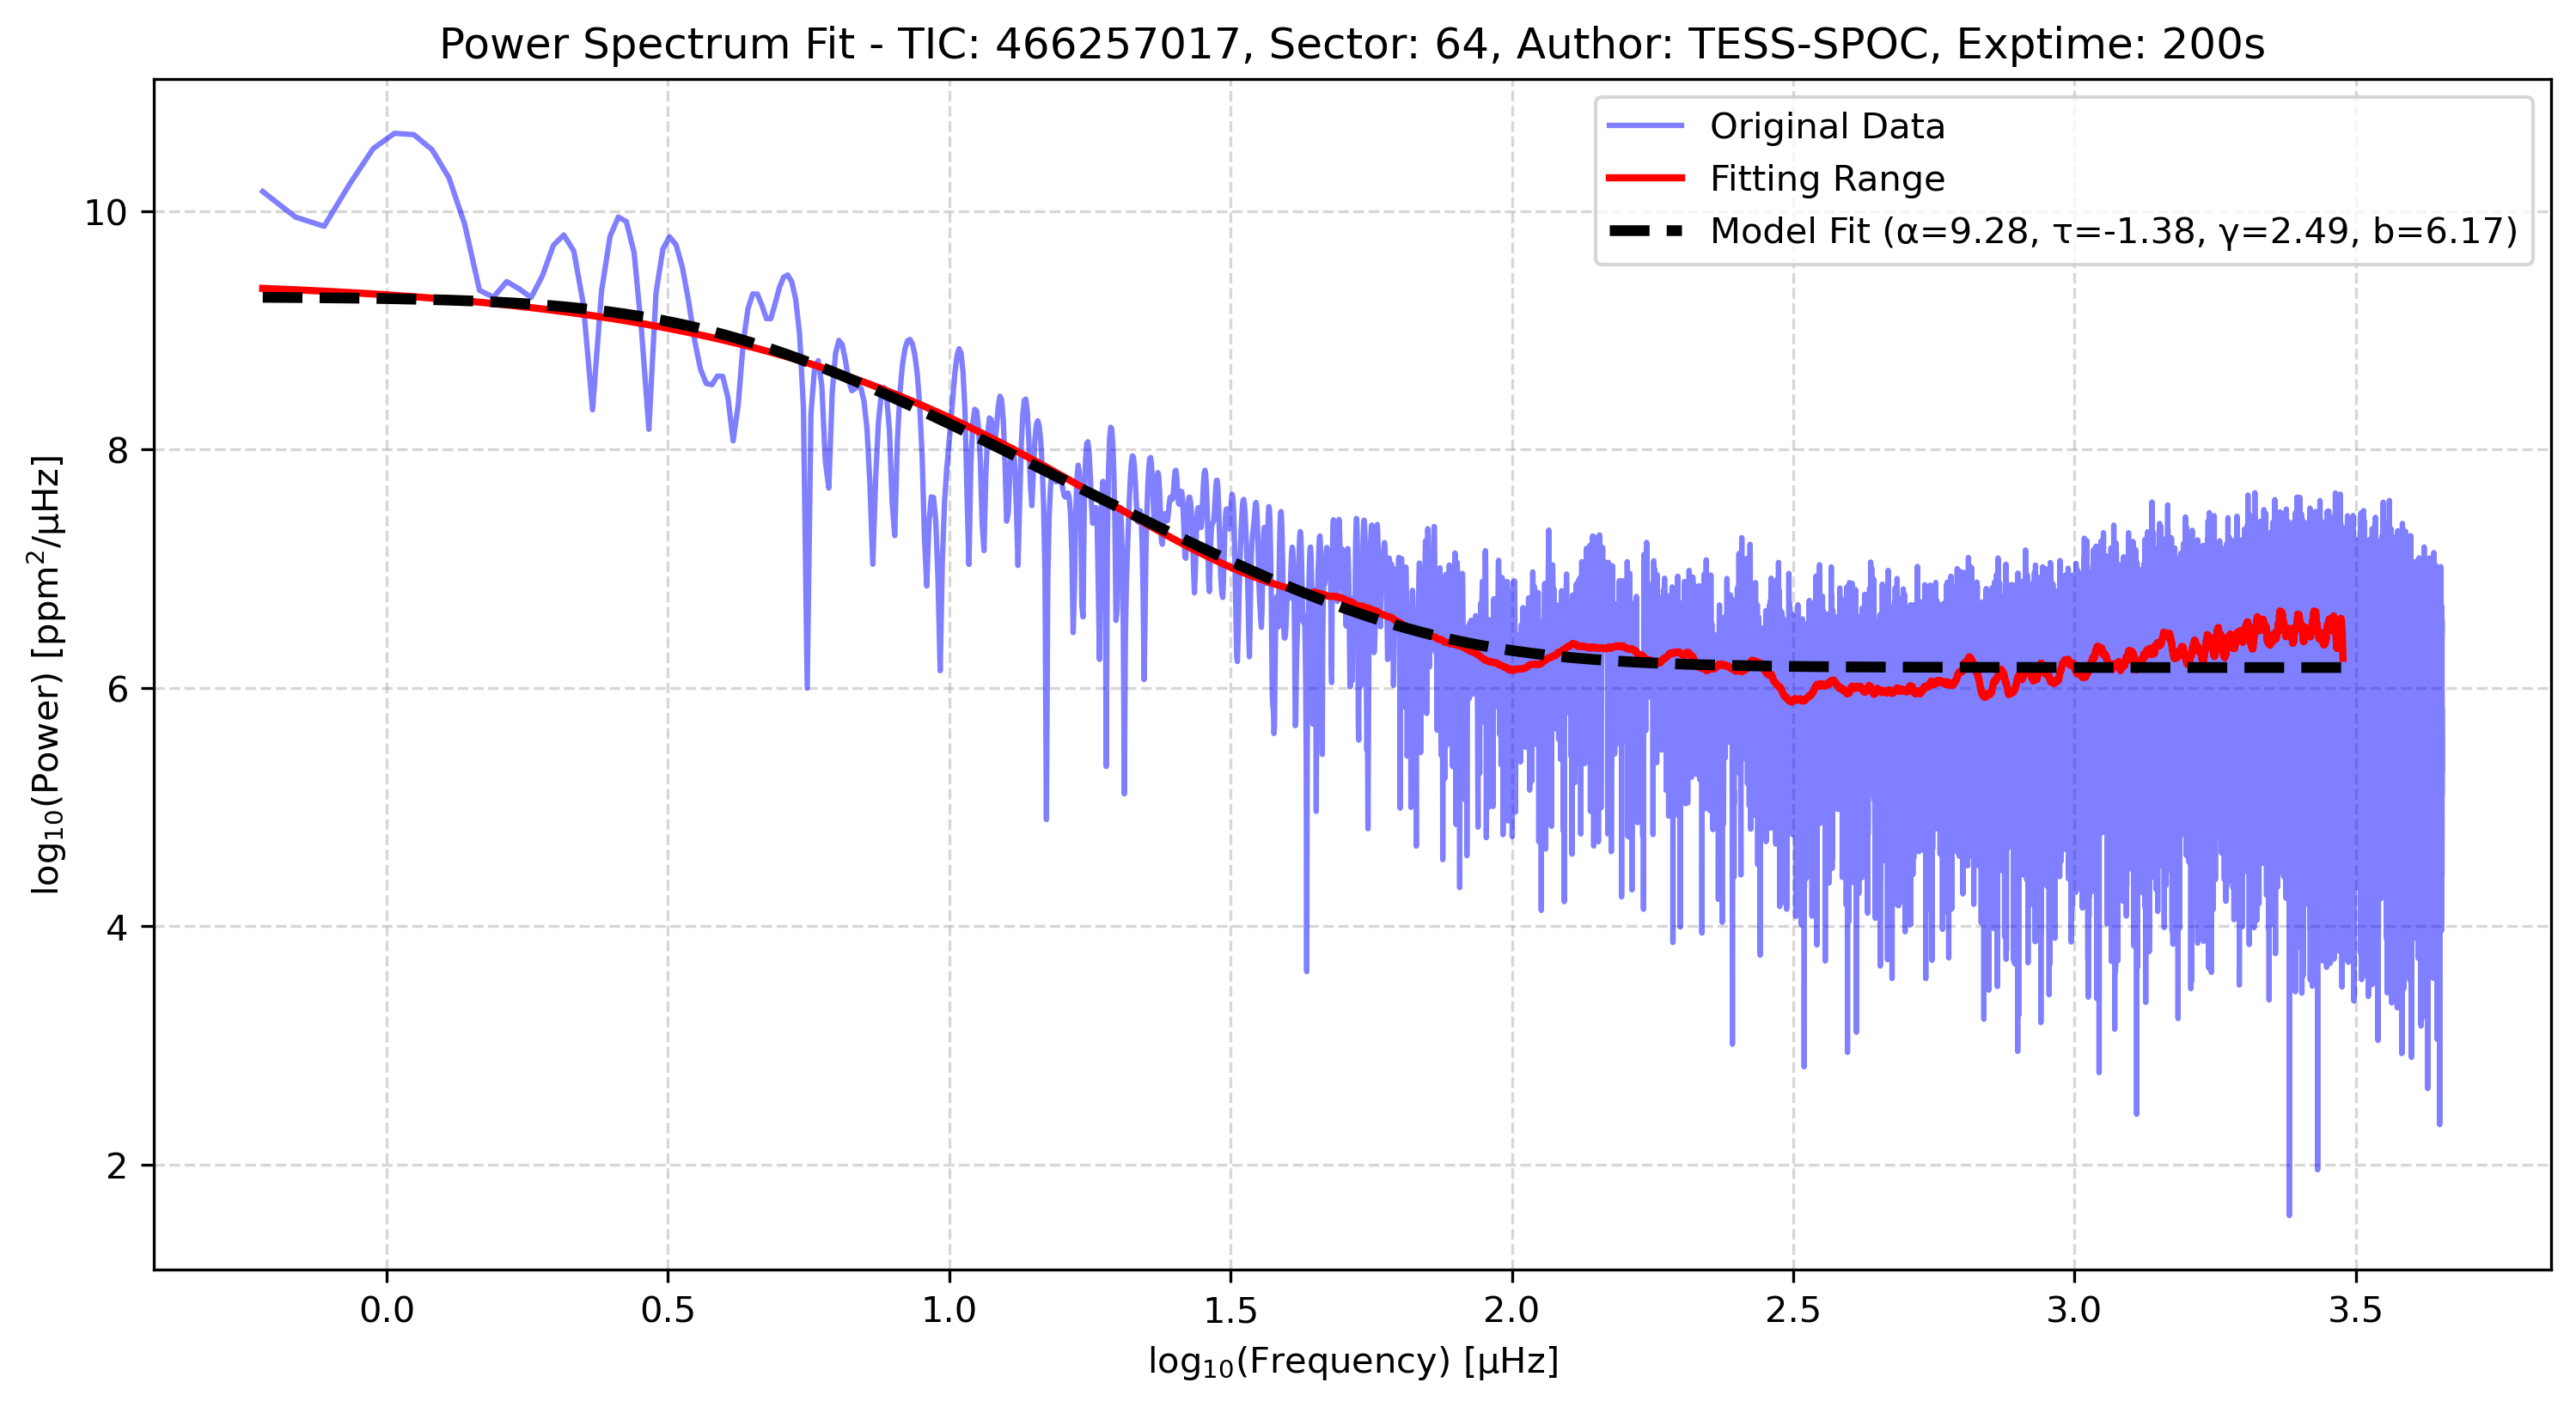 Power Spectrum Fit - TIC: 466257017, Sector: 64, Author: TESS-SPOC, Exptime: 200s
Original Data
Fitting Range
Model Fit (α=9.28, τ=-1.38, γ=2.49, b=6.17)
log₁₀(Power) [ppm²/μHz]
10
8
6
4
2
0.0 0.5 1.0 1.5 2.0 2.5 3.0 3.5
log₁₀(Frequency) [μHz]